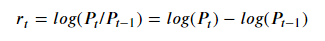 r_t = log(P_t/P_{t-1}) = log(P_t) − log(P_{t-1})